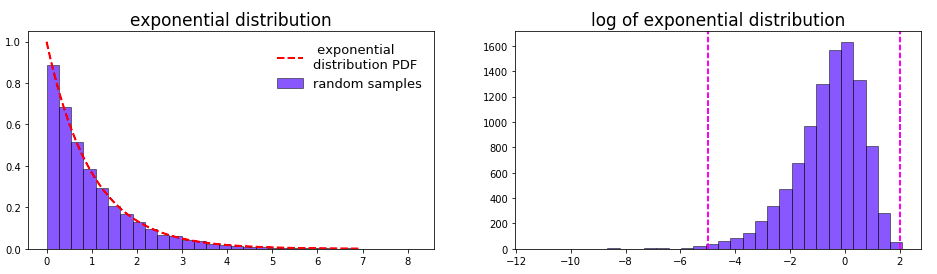 exponential distribution
1.0
0.8
0.6
0.4
0.2
0.0
0 1 2 3 4 5 6 7 8
exponential
distribution PDF
random samples
log of exponential distribution
1600
1400
1200
1000
800
600
400
200
0
−12 −10 −8 −6 −4 −2 0 2